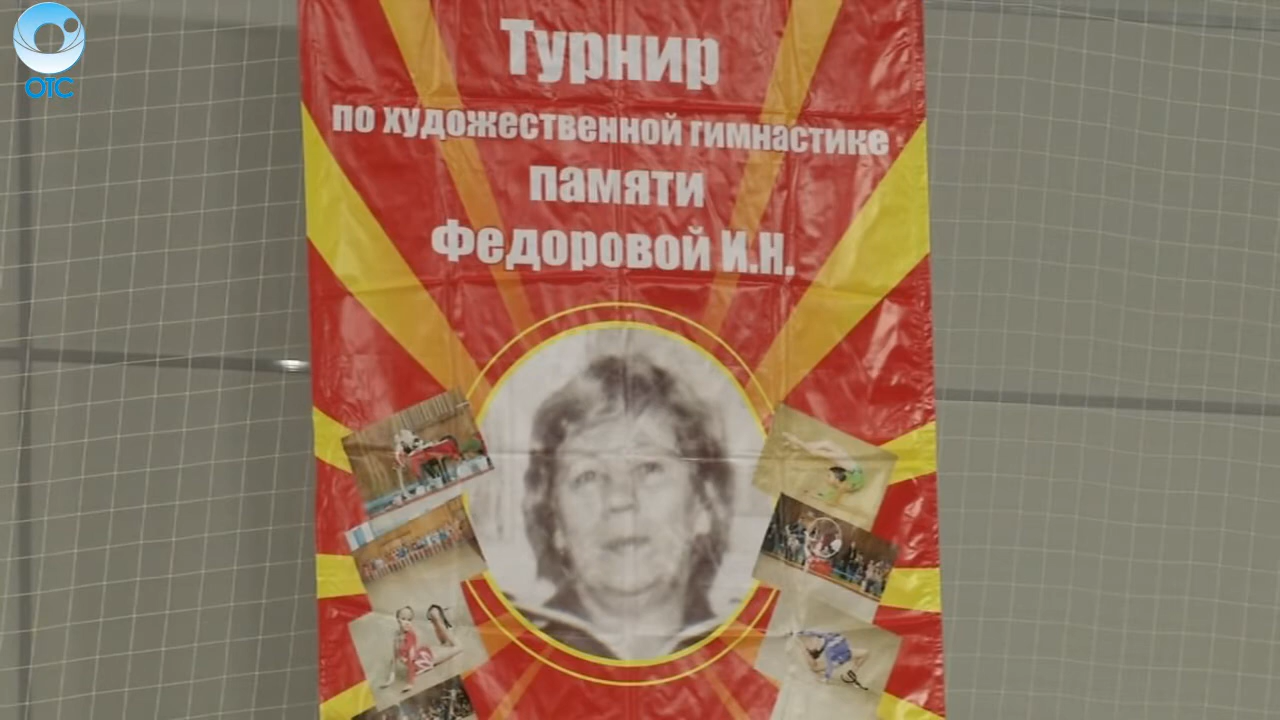 ОТС
Турнир
по художественной гимнастике
памяти
Федоровой И.Н.